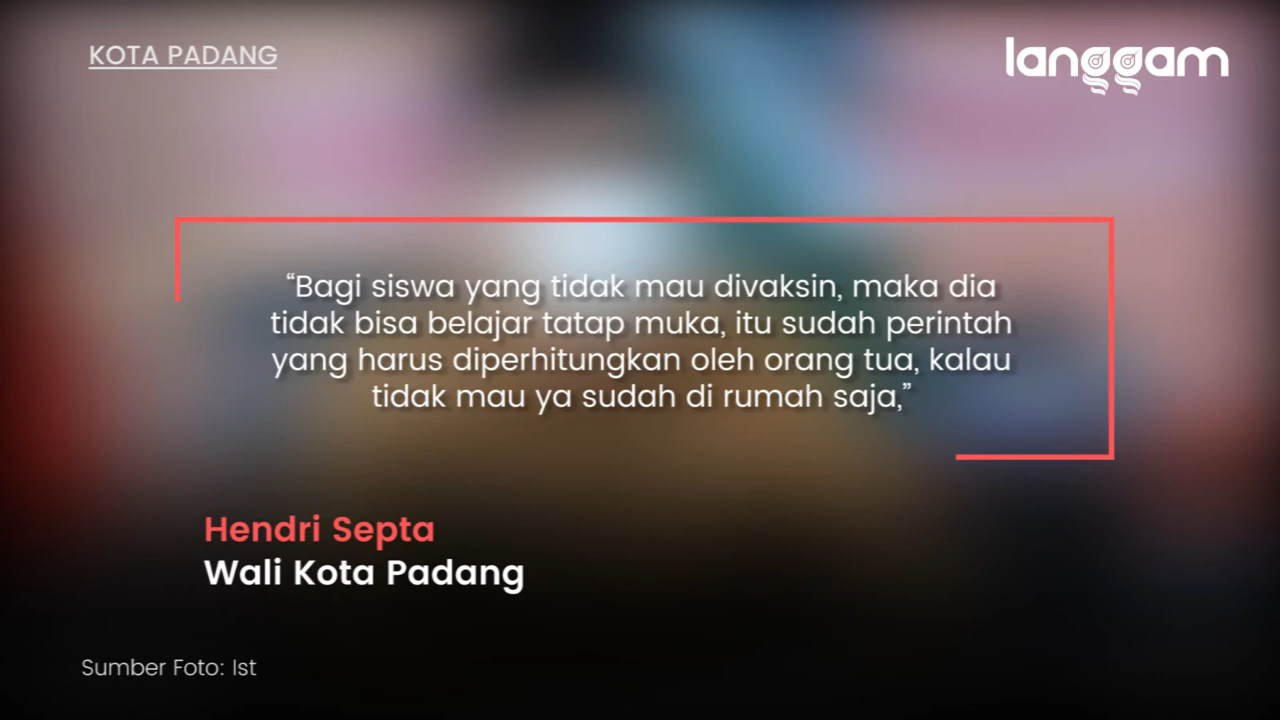 KOTA PADANG
langgam
“Bagi siswa yang tidak mau divaksin, maka dia
tidak bisa belajar tatap muka, itu sudah perintah
yang harus diperhitungkan oleh orang tua, kalau
tidak mau ya sudah di rumah saja,”
Hendri Septa
Wali Kota Padang
Sumber Foto: Ist